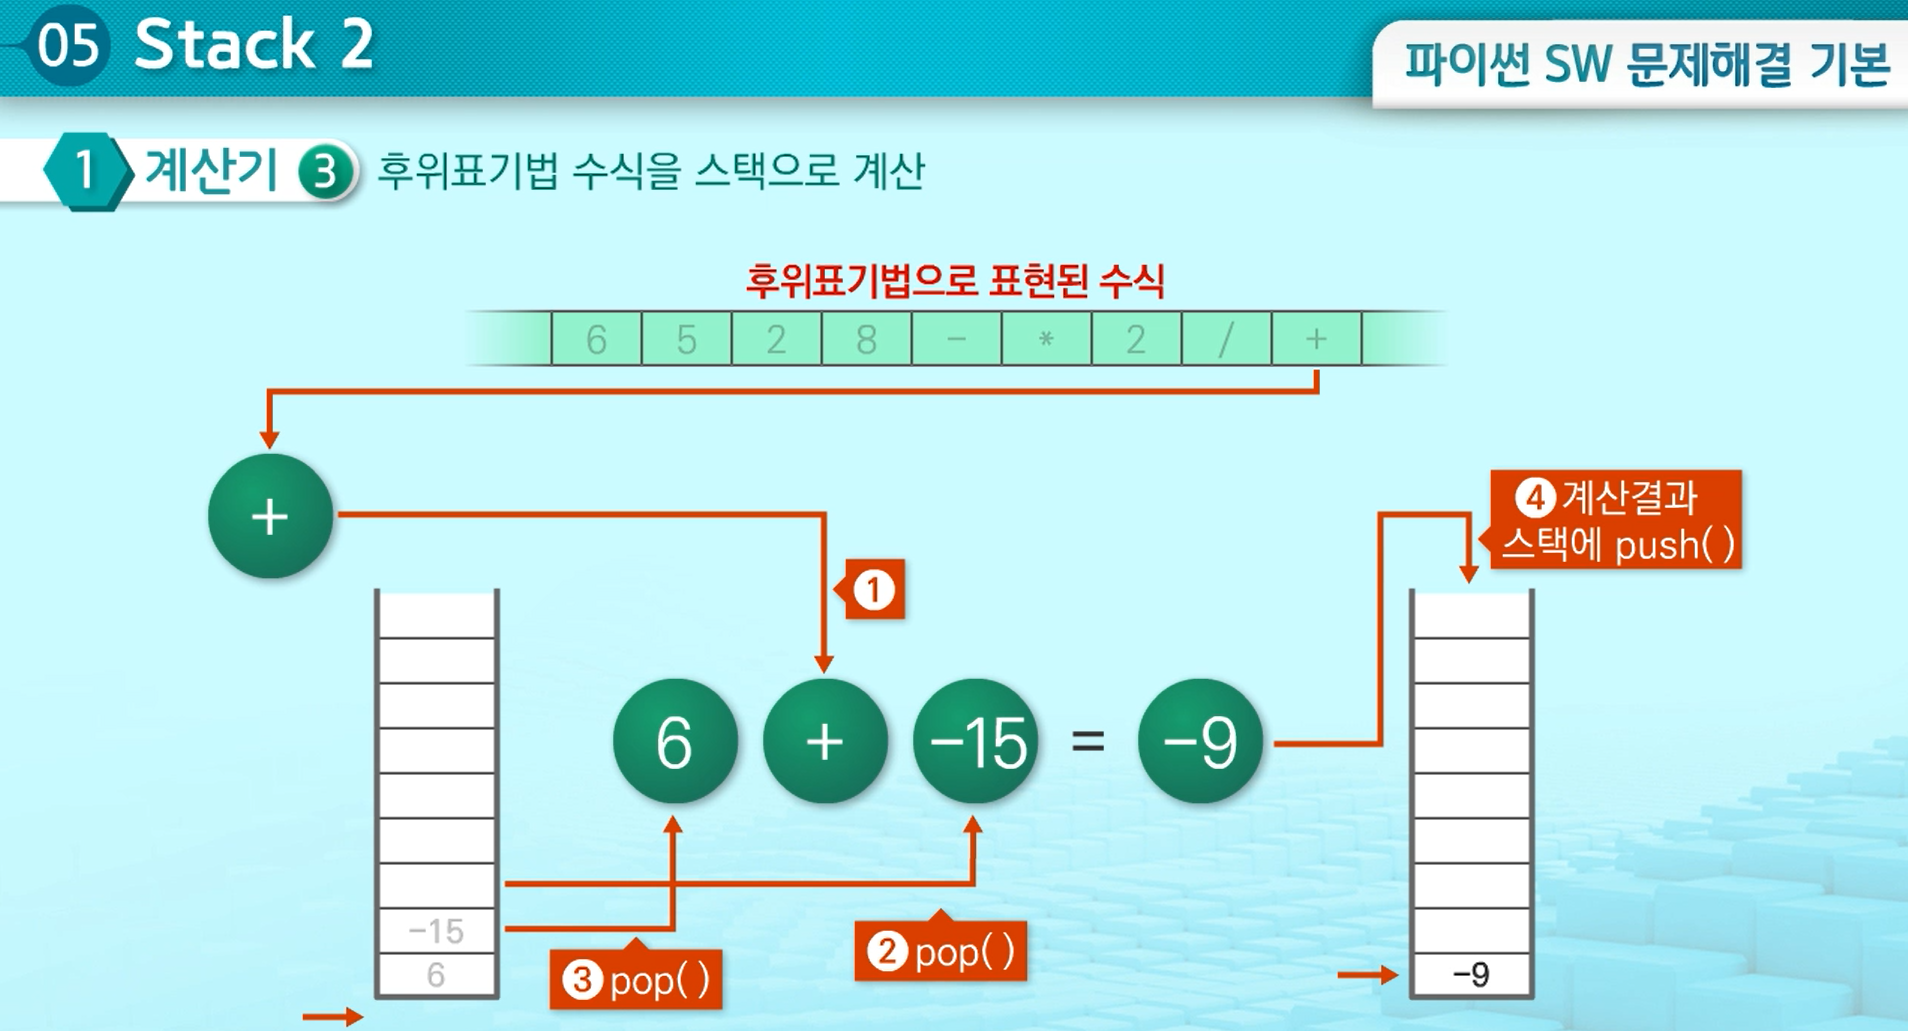 05 Stack 2
파이썬 SW 문제해결 기본
1 계산기 3 후위표기법 수식을 스택으로 계산
후위표기법으로 표현된 수식
6 5 2 8 – * 2 / +
+
4 계산결과
스택에 push( )
1
6 + –15 = –9
–15
6
3 pop( )
2 pop( )
–9